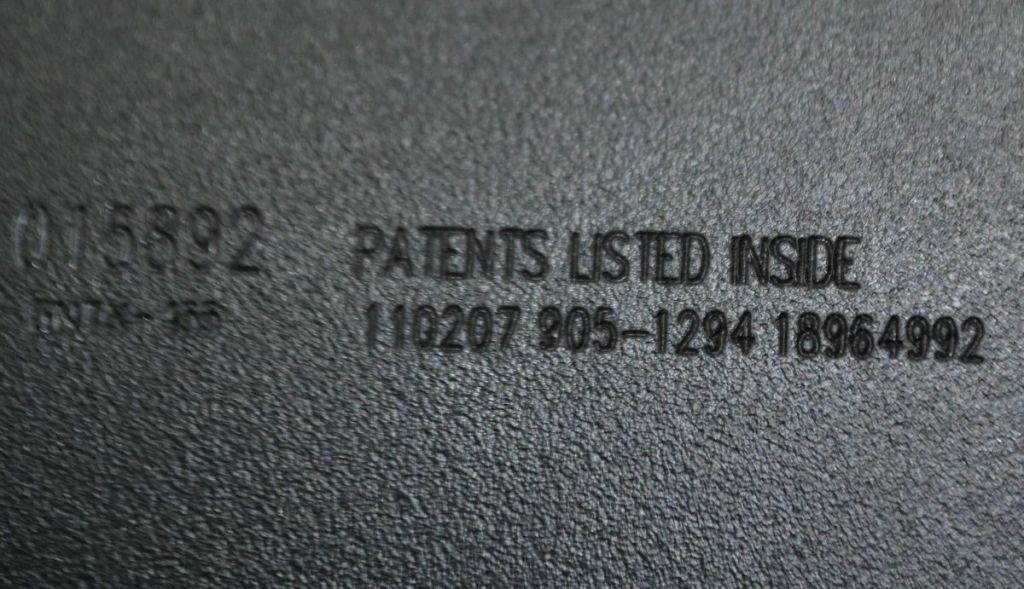 015892 PATENTS LISTED INSIDE
110207 905-1294 18964992